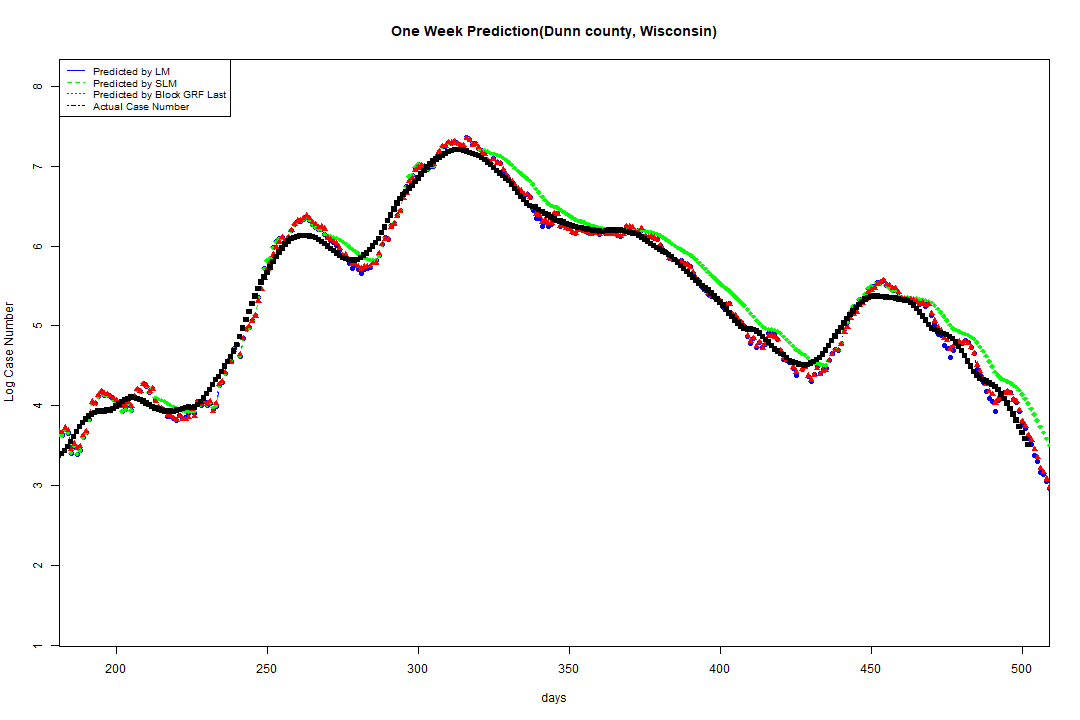 One Week Prediction(Dunn county, Wisconsin)
Predicted by LM
Predicted by SLM
Predicted by Block GRF Last
Actual Case Number
Log Case Number
8
7
6
5
4
3
2
1
200 250 300 350 400 450 500
days